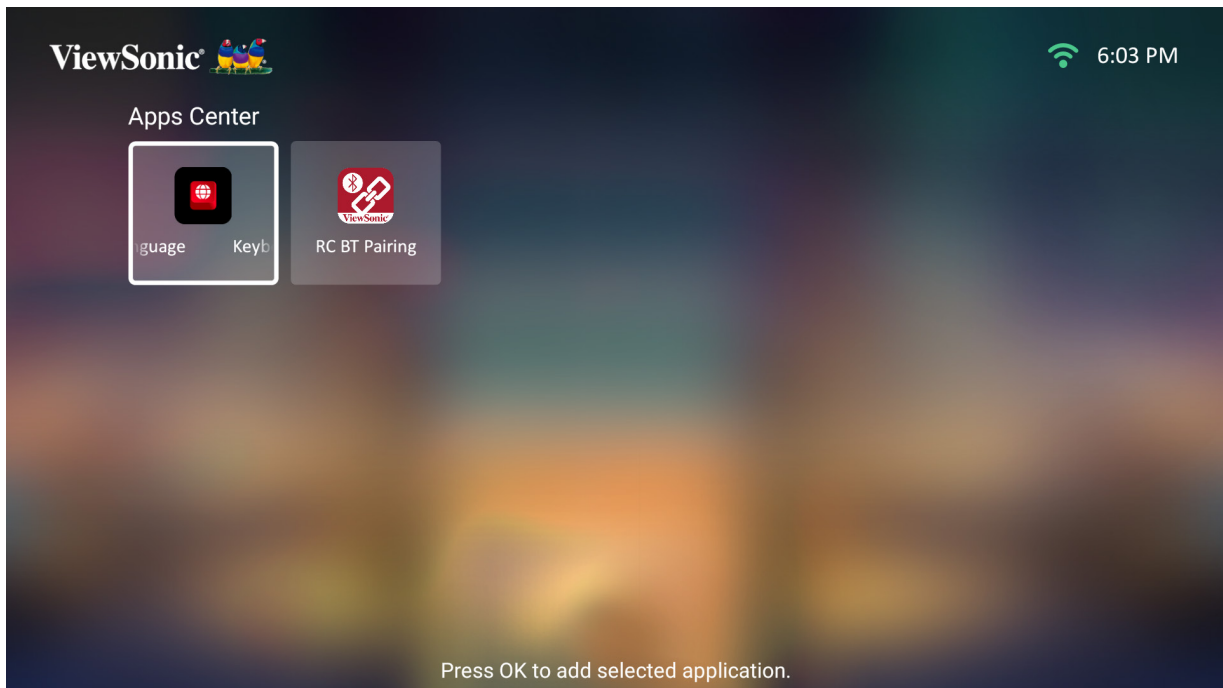 ViewSonic
6:03 PM
Apps Center
nguage Keyb
ViewSonic
RC BT Pairing
Press OK to add selected application.